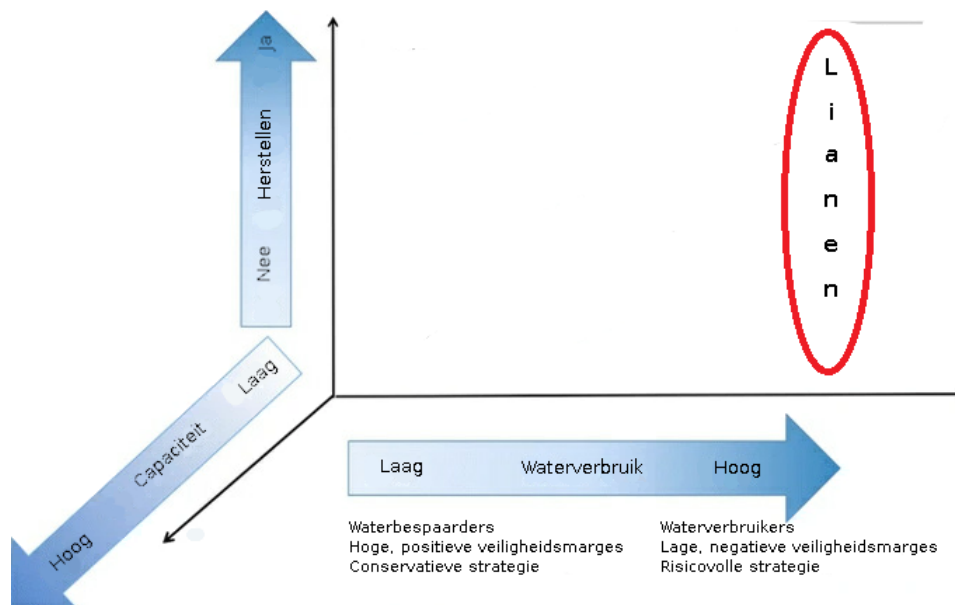 Ja
Herstellen
Nee
Lianen
Laag
Capaciteit
Hoog
Laag Waterverbruik Hoog
Waterbespaarders
Hoge, positieve veiligheidsmarges
Conservatieve strategie
Waterverbruikers
Lage, negatieve veiligheidsmarges
Risicovolle strategie